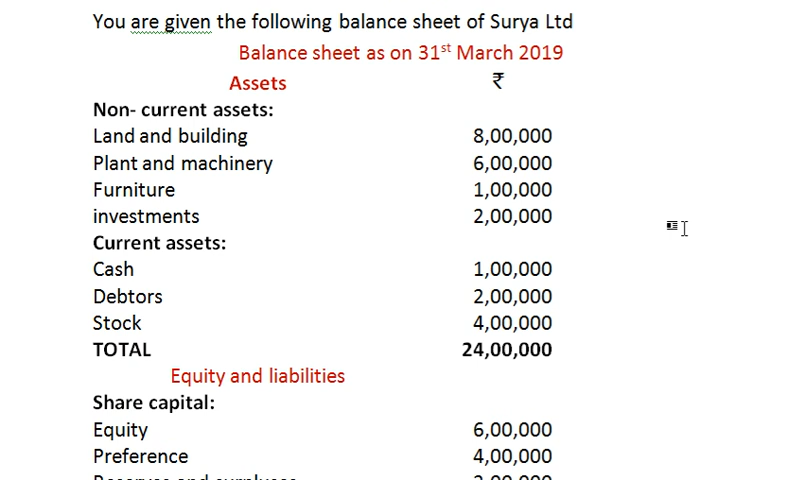 You are given the following balance sheet of Surya Ltd
Balance sheet as on 31st March 2019
Assets ₹
Non- current assets:
Land and building 8,00,000
Plant and machinery 6,00,000
Furniture 1,00,000
investments 2,00,000
Current assets:
Cash 1,00,000
Debtors 2,00,000
Stock 4,00,000
TOTAL 24,00,000
Equity and liabilities
Share capital:
Equity 6,00,000
Preference 4,00,000